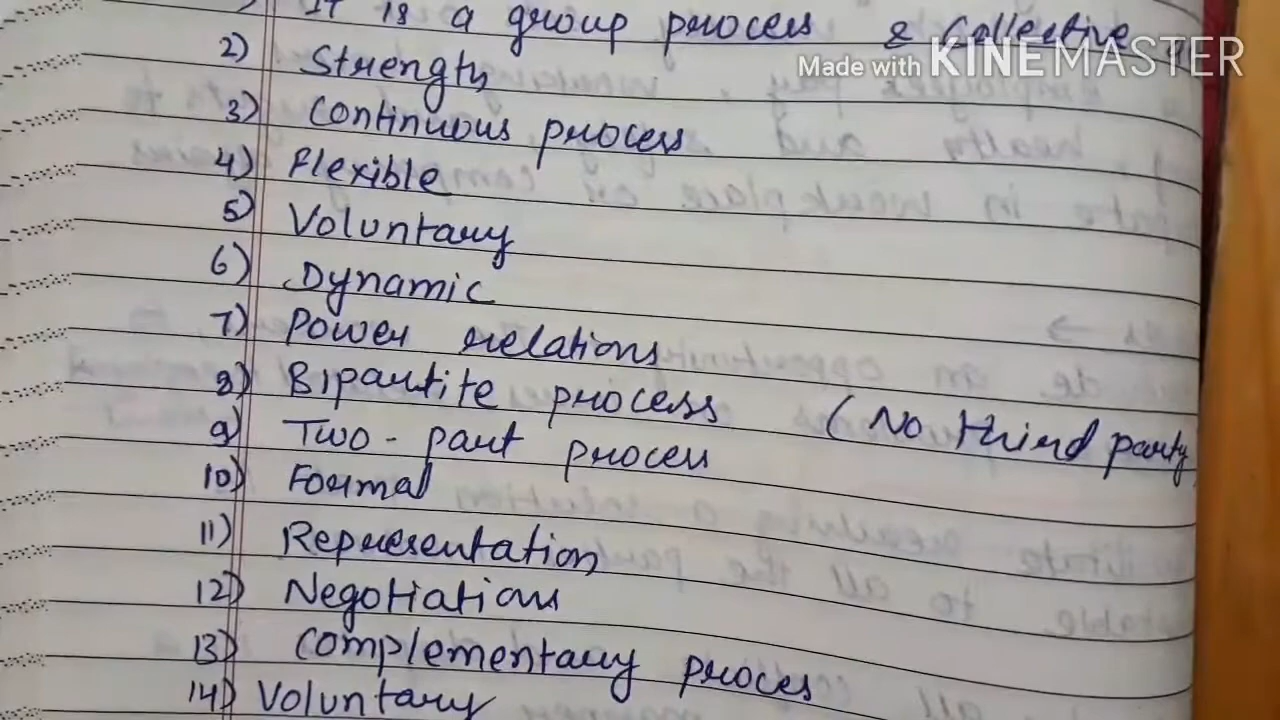 It is a group process & Collective
Made with KINEMASTER
2) Strength
3) Continuous process
4) Flexible
5) Voluntary
6) Dynamic
7) Power relations
8) Bipartite process (No third party
9) Two-part process
10) Formal
11) Representation
12) Negotiations
13) Complementary proces
14) Voluntary